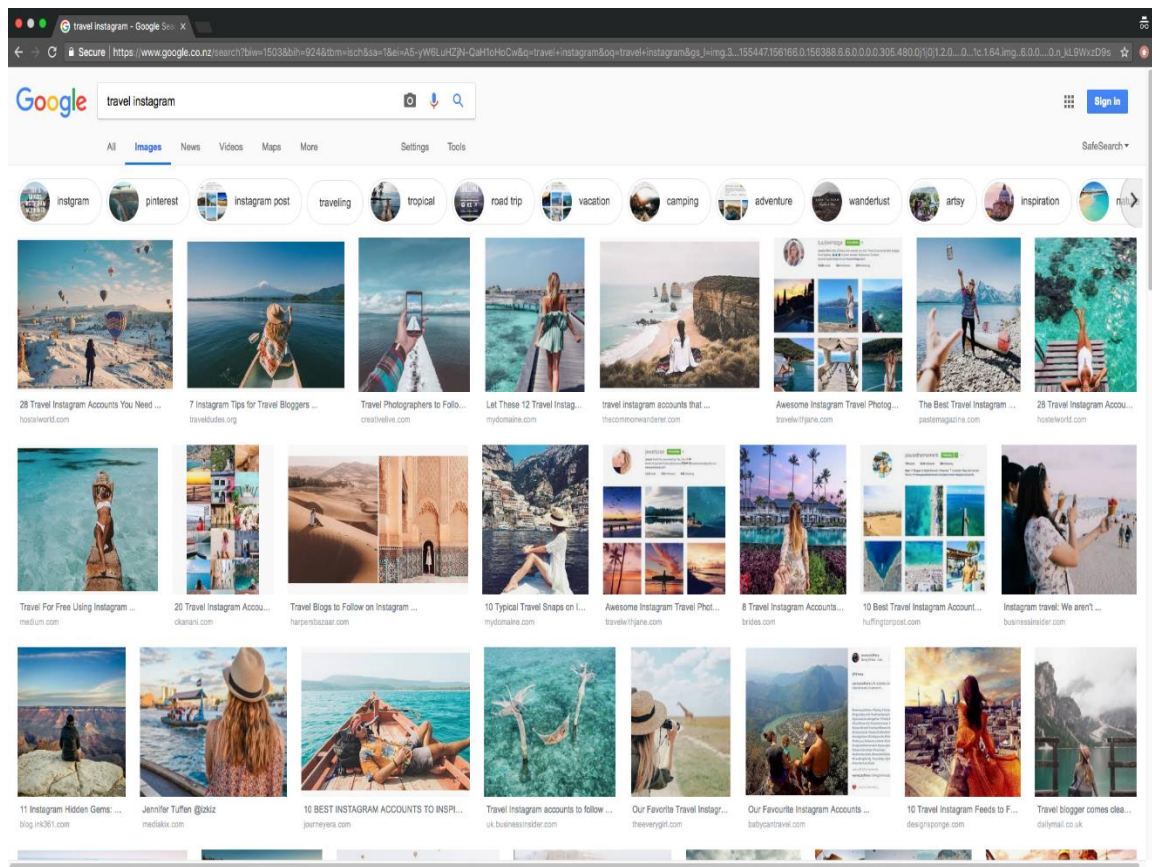 travel instagram - Google Sea
Secure | https://www.google.co.nz/search?biw=1503&bih=924&tbm=isch&sa=1&ei=A5-yW6LuHZjN-QaH1oHoCw&q=travel+instagram&oq=travel+instagram&gs_l=img.3...155447.156166.0.156388.6.6.0.0.0.0.305.480.0j1j0j1.2.0....0...1c.1.64.img..6.0.0....0.n_kL9WxzD9s
Google travel instagram Sign In
All Images News Videos Maps More Settings Tools SafeSearch
instgram pinterest instagram post traveling tropical road trip vacation camping adventure wanderlust artsy inspiration
28 Travel Instagram Accounts You Need ... 7 Instagram Tips for Travel Bloggers ... Travel Photographers to Follo... Let These 12 Travel Instag... travel instagram accounts that ... Awesome Instagram Travel Photog... The Best Travel Instagram ... 28 Travel Instagram Accou...
hostelworld.com traveldudes.org creativelive.com mydomaine.com thecommonwanderer.com travelwithjane.com pastemagazine.com hostelworld.com
Travel For Free Using Instagram ... 20 Travel Instagram Accou... Travel Blogs to Follow on Instagram ... 10 Typical Travel Snaps on I... Awesome Instagram Travel Phot... 8 Travel Instagram Accounts... 10 Best Travel Instagram Account... Instagram travel: We aren't ...
medium.com ckanani.com harpersbazaar.com mydomaine.com travelwithjane.com brides.com huffingtonpost.com businessinsider.com
11 Instagram Hidden Gems: ... Jennifer Tuffen @izkiz 10 BEST INSTAGRAM ACCOUNTS TO INSPI... Travel Instagram accounts to follow ... Our Favorite Travel Instagr... Our Favourite Instagram Accounts ... 10 Travel Instagram Feeds to F... Travel blogger comes clea...
blog.ink361.com mediakix.com journeyera.com uk.businessinsider.com theeverygirl.com babycantravel.com designsponge.com dailymail.co.uk